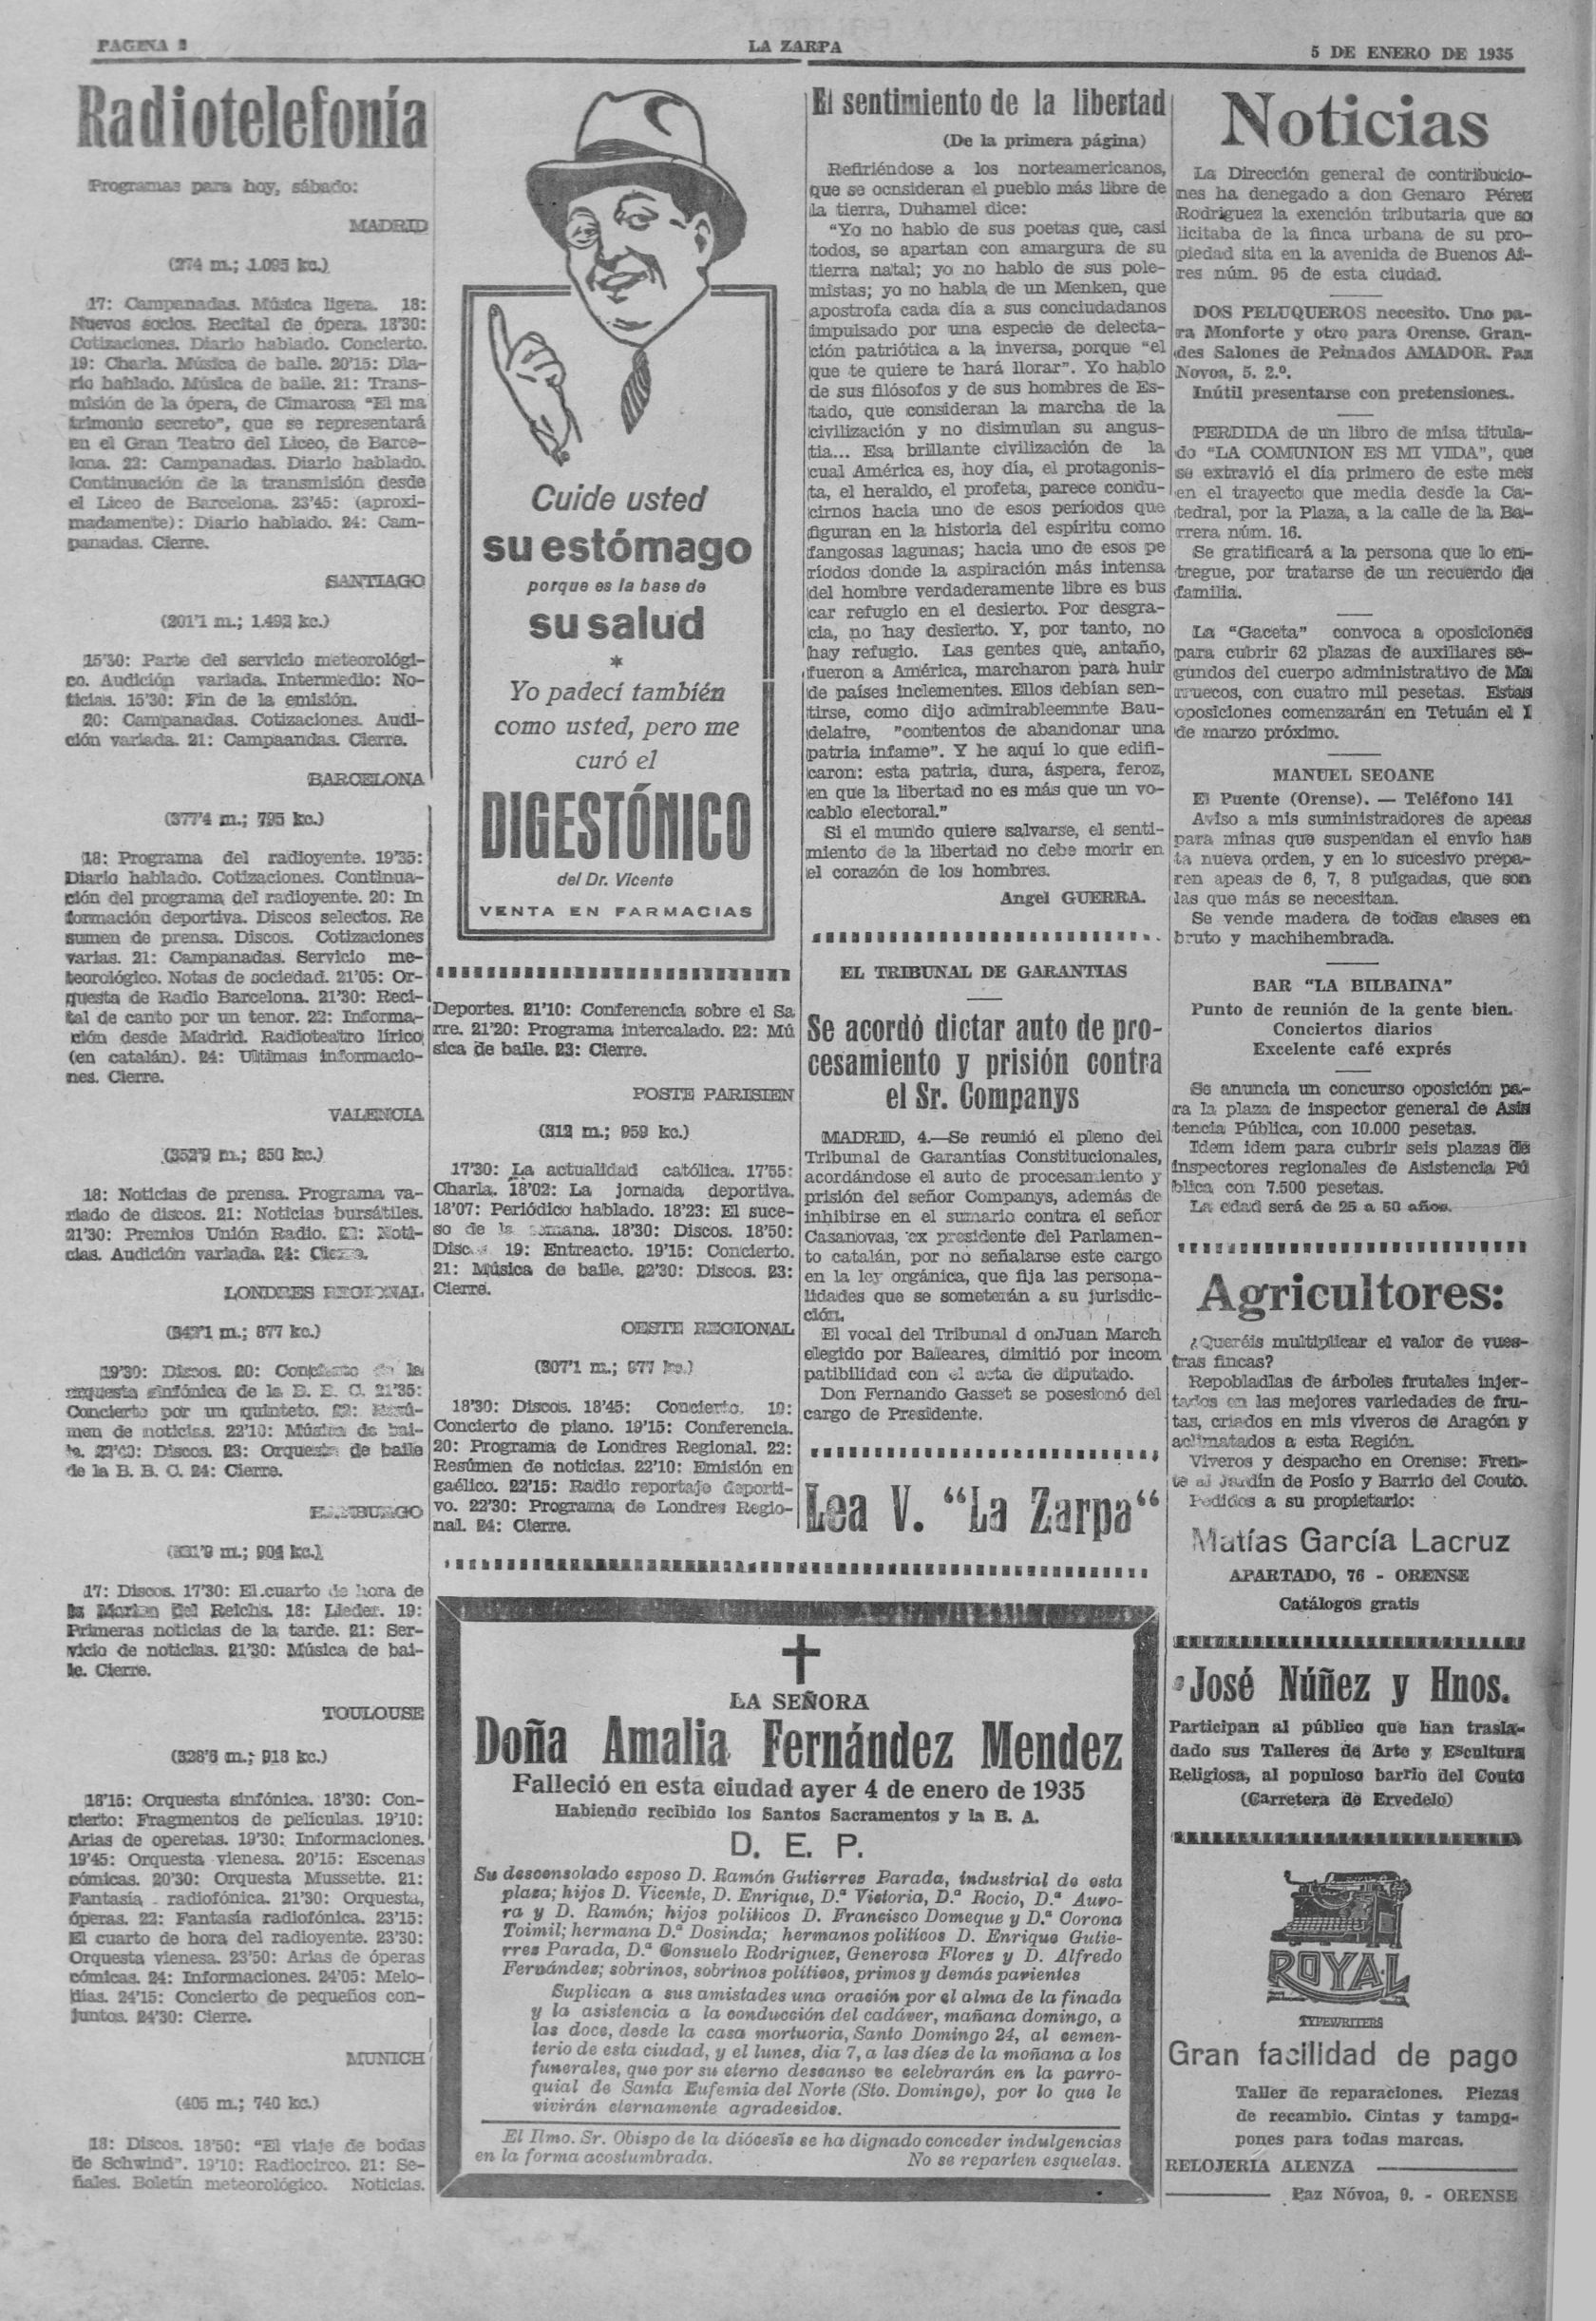 PAGINA 2
LA ZARPA
5 DE ENERO DE 1935
Radiotelefonía
Programas para hoy, sábado:
MADRID
(274 m.; 1.095 kc.)
17: Campanadas. Música ligera. 18:
Nuevos socios. Recital de ópera. 18'30:
Cotizaciones. Diario hablado. Concierto.
19: Charla. Música de baile. 20'15: Dia-
rio hablado. Música de baile. 21: Trans-
misión de la ópera, de Cimarosa "El ma
trimonio secreto", que se representará
en el Gran Teatro del Liceo, de Barce-
lona. 22: Campanadas. Diario hablado.
Continuación de la transmisión desde
el Liceo de Barcelona. 23'45: (aproxi-
madamente): Diario hablado. 24: Cam-
panadas. Cierre.
SANTIAGO
(201'1 m.; 1.492 kc.)
15'30: Parte del servicio meteorológi-
co. Audición variada. Intermedio: No-
ticias. 15'30: Fin de la emisión.
20: Campanadas. Cotizaciones. Audi-
ción variada. 21: Campaandas. Cierre.
BARCELONA
(377'4 m.; 795 kc.)
18: Programa del radioyente. 19'35:
Diario hablado. Cotizaciones. Continua-
ción del programa del radioyente. 20: In
formación deportiva. Discos selectos. Re
sumen de prensa. Discos. Cotizaciones
varias. 21: Campanadas. Servicio me-
teorológico. Notas de sociedad. 21'05: Or-
questa de Radio Barcelona. 21'30: Reci-
tal de canto por un tenor. 22: Informa-
ción desde Madrid. Radioteatro lírico
(en catalán). 24: Ultimas informacio-
nes. Cierre.
VALENCIA
(352'9 m.; 850 kc.)
18: Noticias de prensa. Programa va-
riado de discos. 21: Noticias bursátiles.
21'30: Premios Unión Radio. 23: Noti-
cias. Audición variada. 24: Cierre.
LONDRES REGIONAL
(342'1 m.; 877 kc.)
19'30: Discos. 20: Concierto de la
orquesta sinfónica de la B. B. C. 21'35:
Concierto por un quinteto. 22: Resú-
men de noticias. 22'10: Música de bai-
le. 22'40: Discos. 23: Orquesta de baile
de la B. B. C. 24: Cierre.
HAMBURGO
(331'9 m.; 904 kc.)
17: Discos. 17'30: El cuarto de hora de
la Marina del Reichs. 18: Lieder. 19:
Primeras noticias de la tarde. 21: Ser-
vicio de noticias. 21'30: Música de bai-
le. Cierre.
TOULOUSE
(328'6 m.; 918 kc.)
18'15: Orquesta sinfónica. 18'30: Con-
cierto: Fragmentos de películas. 19'10:
Arias de operetas. 19'30: Informaciones.
19'45: Orquesta vienesa. 20'15: Escenas
cómicas. 20'30: Orquesta Mussette. 21:
Fantasía radiofónica. 21'30: Orquesta,
óperas. 22: Fantasía radiofónica. 23'15:
El cuarto de hora del radioyente. 23'30:
Orquesta vienesa. 23'50: Arias de óperas
cómicas. 24: Informaciones. 24'05: Melo-
días. 24'15: Concierto de pequeños con-
juntos. 24'30: Cierre.
MUNICH
(405 m.; 740 kc.)
18: Discos. 18'50: "El viaje de bodas
de Schwind". 19'10: Radiocirco. 21: Se-
ñales. Boletín meteorológico. Noticias.
Cuide usted
su estómago
porque es la base de
su salud
*
Yo padecí también
como usted, pero me
curó el
DIGESTÓNICO
del Dr. Vicente
VENTA EN FARMACIAS
Deportes. 21'10: Conferencia sobre el Sa
rre. 21'20: Programa intercalado. 22: Mú
sica de baile. 23: Cierre.
POSTE PARISIEN
(312 m.; 959 kc.)
17'30: La actualidad católica. 17'55:
Charla. 18'02: La jornada deportiva.
18'07: Periódico hablado. 18'23: El suce-
so de la semana. 18'30: Discos. 18'50:
Discos 19: Entreacto. 19'15: Concierto.
21: Música de baile. 22'30: Discos. 23:
Cierre.
OESTE REGIONAL
(307'1 m.; 977 kc.)
18'30: Discos. 18'45: Concierto. 19:
Concierto de piano. 19'15: Conferencia.
20: Programa de Londres Regional. 22:
Resúmen de noticias. 22'10: Emisión en
gaélico. 22'15: Radio reportaje deporti-
vo. 22'30: Programa de Londres Regio-
nal. 24: Cierre.
El sentimiento de la libertad
(De la primera página)
Refiriéndose a los norteamericanos,
que se ocnsideran el pueblo más libre de
la tierra, Duhamel dice:
"Yo no hablo de sus poetas que, casi
todos, se apartan con amargura de su
tierra natal; yo no hablo de sus pole-
mistas; yo no habla de un Menken, que
apostrofa cada día a sus conciudadanos
impulsado por una especie de delecta-
ción patriótica a la inversa, porque "el
que te quiere te hará llorar". Yo hablo
de sus filósofos y de sus hombres de Es-
tado, que consideran la marcha de la
civilización y no disimulan su angus-
tia... Esa brillante civilización de la
cual América es, hoy día, el protagonis-
ta, el heraldo, el profeta, parece condu-
cirnos hacia uno de esos períodos que
figuran en la historia del espíritu como
fangosas lagunas; hacia uno de esos pe
ríodos donde la aspiración más intensa
del hombre verdaderamente libre es bus
car refugio en el desierto. Por desgra-
cia, no hay desierto. Y, por tanto, no
hay refugio. Las gentes que, antaño,
fueron a América, marcharon para huir
de países inclementes. Ellos debían sen-
tirse, como dijo admirableemnte Bau-
delaire, "contentos de abandonar una
patria infame". Y he aquí lo que edifi-
caron: esta patria, dura, áspera, feroz,
en que la libertad no es más que un vo-
cablo electoral."
Si el mundo quiere salvarse, el senti-
miento de la libertad no debe morir en
el corazón de los hombres.
Angel GUERRA.
EL TRIBUNAL DE GARANTIAS
Se acordó dictar auto de pro-
cesamiento y prisión contra
el Sr. Companys
MADRID, 4.—Se reunió el pleno del
Tribunal de Garantías Constitucionales,
acordándose el auto de procesamiento y
prisión del señor Companys, además de
inhibirse en el sumario contra el señor
Casanovas, ex presidente del Parlamen-
to catalán, por no señalarse este cargo
en la ley orgánica, que fija las persona-
lidades que se someterán a su jurisdic-
ción.
El vocal del Tribunal d onJuan March
elegido por Baleares, dimitió por incom
patibilidad con el acta de diputado.
Don Fernando Gasset se posesionó del
cargo de Presidente.
Lea V. "La Zarpa"
LA SEÑORA
Doña Amalia Fernández Mendez
Falleció en esta ciudad ayer 4 de enero de 1935
Habiendo recibido los Santos Sacramentos y la B. A.
D. E. P.
Su desconsolado esposo D. Ramón Gutierres Parada, industrial de esta
plaza; hijos D. Vicente, D. Enrique, D.ª Victoria, D.ª Rocio, D.ª Auro-
ra y D. Ramón; hijos políticos D. Francisco Domeque y D.ª Corona
Toimil; hermana D.ª Dosinda; hermanos políticos D. Enrique Gutie-
rres Parada, D.ª Consuelo Rodriguez, Generosa Flores y D. Alfredo
Fernández; sobrinos, sobrinos políticos, primos y demás parientes
Suplican a sus amistades una oración por el alma de la finada
y la asistencia a la conducción del cadáver, mañana domingo, a
las doce, desde la casa mortuoria, Santo Domingo 24, al cemen-
terio de esta ciudad, y el lunes, dia 7, a las díez de la moñana a los
funerales, que por su eterno descanso se celebrarán en la parro-
quial de Santa Eufemia del Norte (Sto. Domingo), por lo que le
vivirán eternamente agradecidos.
El Ilmo. Sr. Obispo de la diócesis se ha dignado conceder indulgencias
en la forma acostumbrada. No se reparten esquelas.
Noticias
La Dirección general de contribucio-
nes ha denegado a don Genaro Pérez
Rodriguez la exención tributaria que so
licitaba de la finca urbana de su pro-
piedad sita en la avenida de Buenos Ai-
res núm. 95 de esta ciudad.
DOS PELUQUEROS necesito. Uno pa-
ra Monforte y otro para Orense. Gran-
des Salones de Peinados AMADOR. Paz
Novoa, 5. 2.º.
Inútil presentarse con pretensiones..
PERDIDA de un libro de misa titula-
do "LA COMUNION ES MI VIDA", que
se extravió el día primero de este mes
en el trayecto que media desde la Ca-
tedral, por la Plaza, a la calle de la Ba-
rrera núm. 16.
Se gratificará a la persona que lo en-
tregue, por tratarse de un recuerdo de
familia.
La "Gaceta" convoca a oposiciones
para cubrir 62 plazas de auxiliares se-
gundos del cuerpo administrativo de Ma
rruecos, con cuatro mil pesetas. Estas
oposiciones comenzarán en Tetuán el 1
de marzo próximo.
MANUEL SEOANE
El Puente (Orense). — Teléfono 141
Aviso a mis suministradores de apeas
para minas que suspendan el envío has
ta nueva orden, y en lo sucesivo prepa-
ren apeas de 6, 7, 8 pulgadas, que son
las que más se necesitan.
Se vende madera de todas clases en
bruto y machihembrada.
BAR "LA BILBAINA"
Punto de reunión de la gente bien.
Conciertos diarios
Excelente café exprés
Se anuncia un concurso oposición pa-
ra la plaza de inspector general de Asis
tencia Pública, con 10.000 pesetas.
Idem idem para cubrir seis plazas de
inspectores regionales de Asistencia Pú
blica con 7.500 pesetas.
La edad será de 25 a 50 años.
Agricultores:
¿Queréis multiplicar el valor de vues-
tras fincas?
Repobladlas de árboles frutales injer-
tados en las mejores variedades de fru-
tas, criados en mis viveros de Aragón y
aclimatados a esta Región.
Viveros y despacho en Orense: Fren-
te al Jardín de Posío y Barrio del Couto.
Pedidos a su propietario:
Matías García Lacruz
APARTADO, 76 - ORENSE
Catálogos gratis
José Núñez y Hnos.
Participan al público que han trasla-
dado sus Talleres de Arte y Escultura
Religiosa, al populoso barrio del Couto
(Carretera de Ervedelo)
ROYAL
TYPEWRITERS
Gran facilidad de pago
Taller de reparaciones. Piezas
de recambio. Cintas y tampo-
pones para todas marcas.
RELOJERIA ALENZA
Paz Nóvoa, 9. - ORENSE